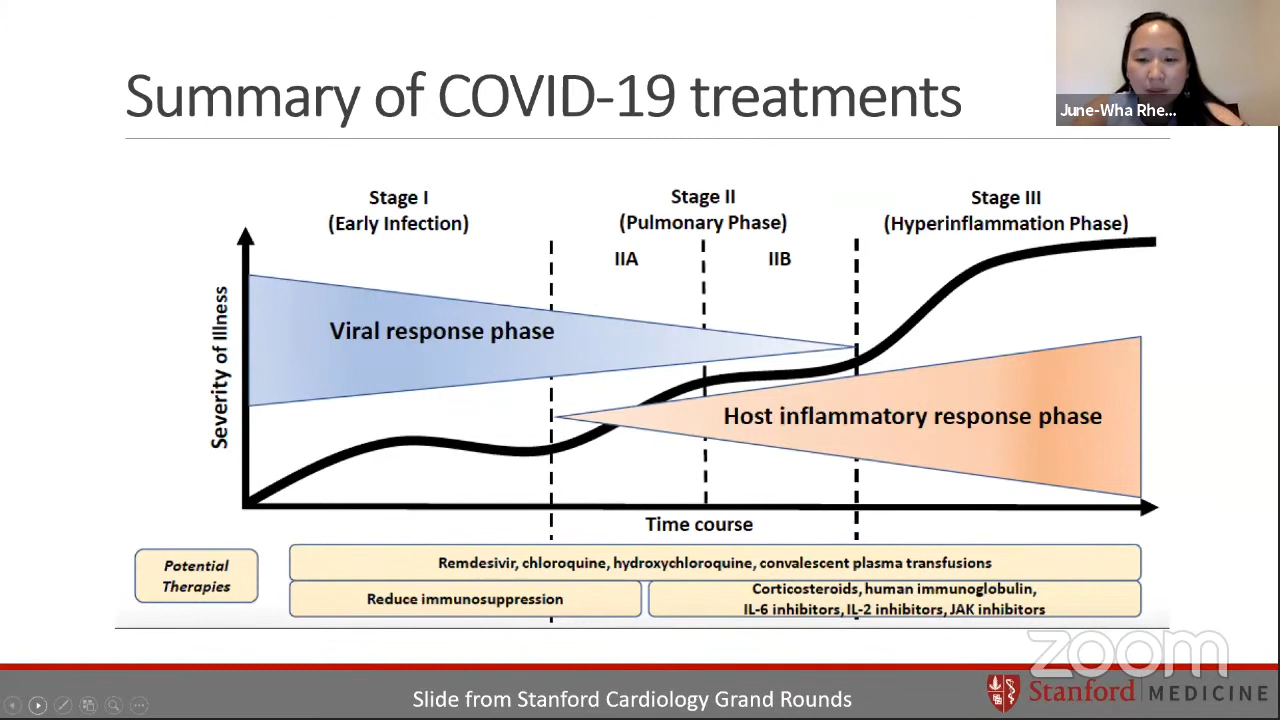 Summary of COVID-19 treatments
June-Wha Rhe...
Stage I
(Early Infection)
Stage II
(Pulmonary Phase)
Stage III
(Hyperinflammation Phase)
IIA
IIB
Severity of Illness
Viral response phase
Host inflammatory response phase
Time course
Potential
Therapies
Remdesivir, chloroquine, hydroxychloroquine, convalescent plasma transfusions
Reduce immunosuppression
Corticosteroids, human immunoglobulin,
IL-6 inhibitors, IL-2 inhibitors, JAK inhibitors
zoom
Slide from Stanford Cardiology Grand Rounds
Stanford MEDICINE